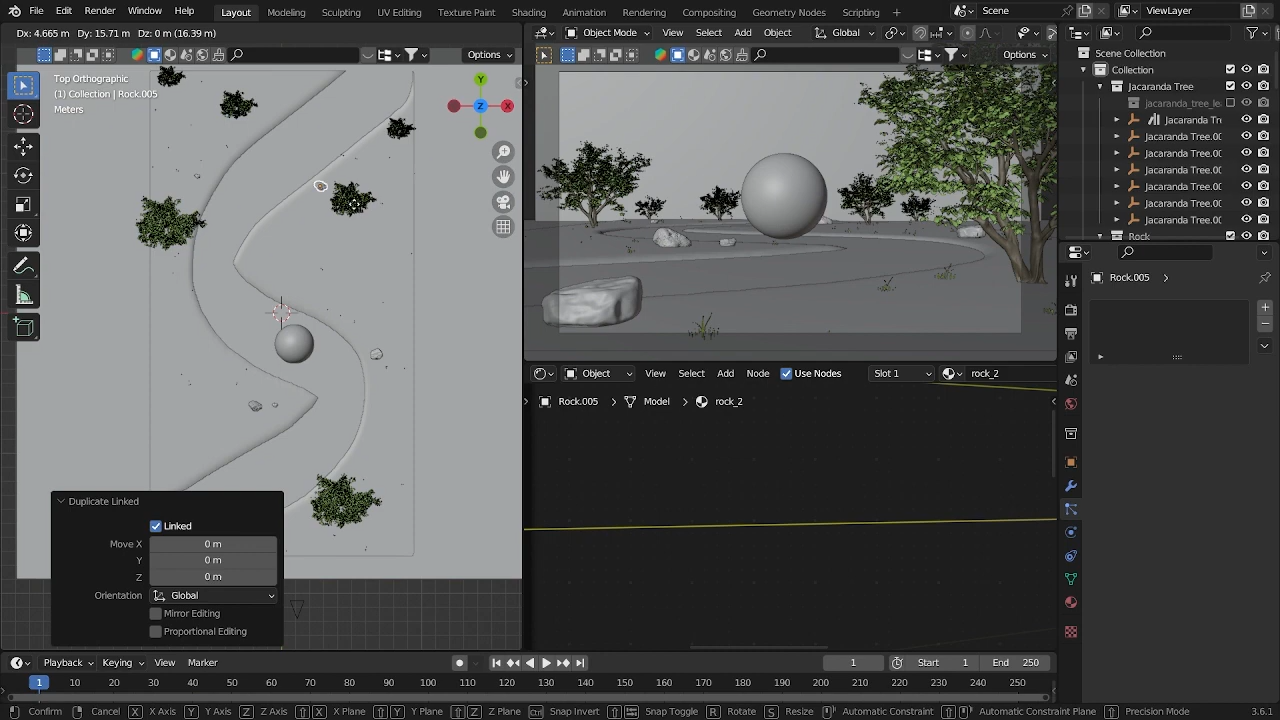 File Edit Render Window Help Layout Modeling Sculpting UV Editing Texture Paint Shading Animation Rendering Compositing Geometry Nodes Scripting Scene ViewLayer
Dx: 4.665 m Dy: 15.71 m Dz: 0 m (16.39 m)
Object Mode View Select Add Object Global
Options
Options
Top Orthographic
(1) Collection | Rock.005
Meters
Y
Z
X
Scene Collection
Collection
Jacaranda Tree
jacaranda_tree_le
Jacaranda Tr
Jacaranda Tree.00
Jacaranda Tree.00
Jacaranda Tree.00
Jacaranda Tree.00
Jacaranda Tree.00
Jacaranda Tree.00
Rock
Rock.005
Object View Select Add Node Use Nodes Slot 1 rock_2
Rock.005 Model rock_2
Duplicate Linked
Linked
Move X 0 m
Y 0 m
Z 0 m
Orientation Global
Mirror Editing
Proportional Editing
Playback Keying View Marker 1 Start 1 End 250
1 10 20 30 40 50 60 70 80 90 100 110 120 130 140 150 160 170 180 190 200 210 220 230 240 250
Confirm Cancel X X Axis Y Y Axis Z Z Axis X X Plane Y Y Plane Z Z Plane Ctrl Snap Invert Snap Toggle R Rotate S Resize Automatic Constraint Automatic Constraint Plane Precision Mode 3.6.1